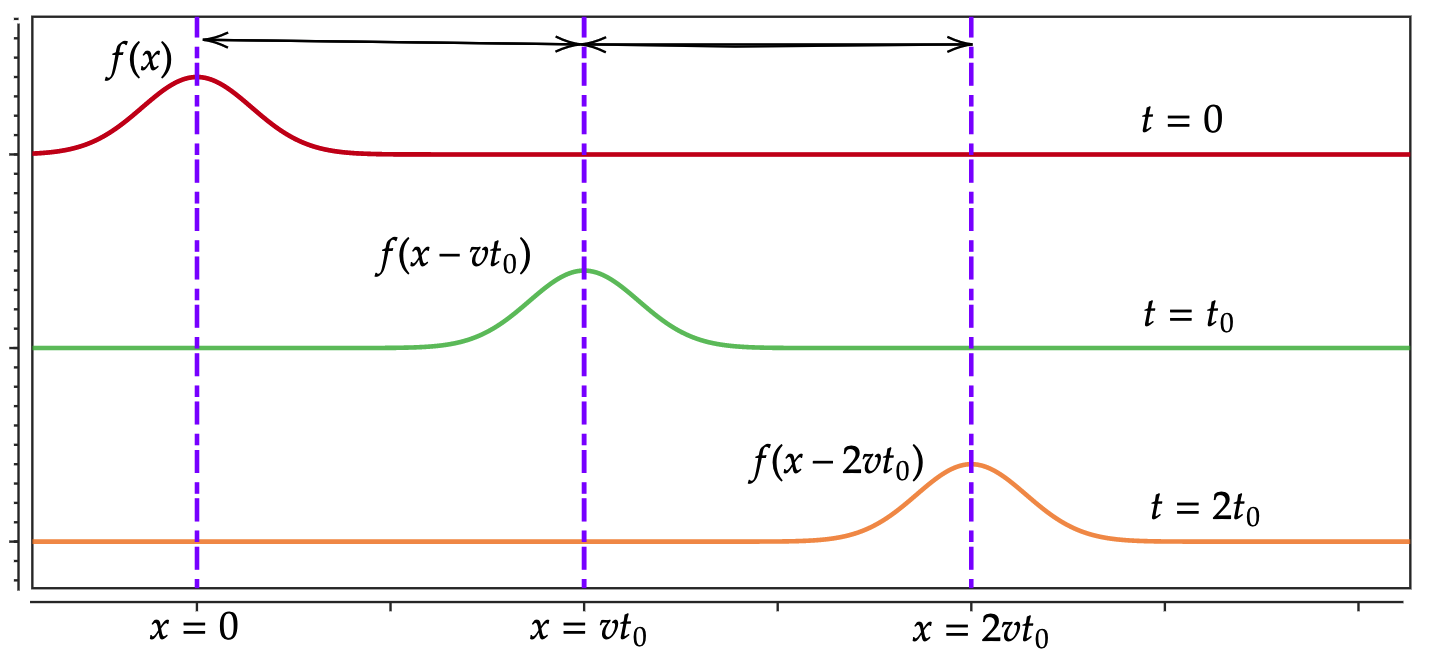 f(x)
t = 0
f(x − vt₀)
t = t₀
f(x − 2vt₀)
t = 2t₀
x = 0
x = vt₀
x = 2vt₀